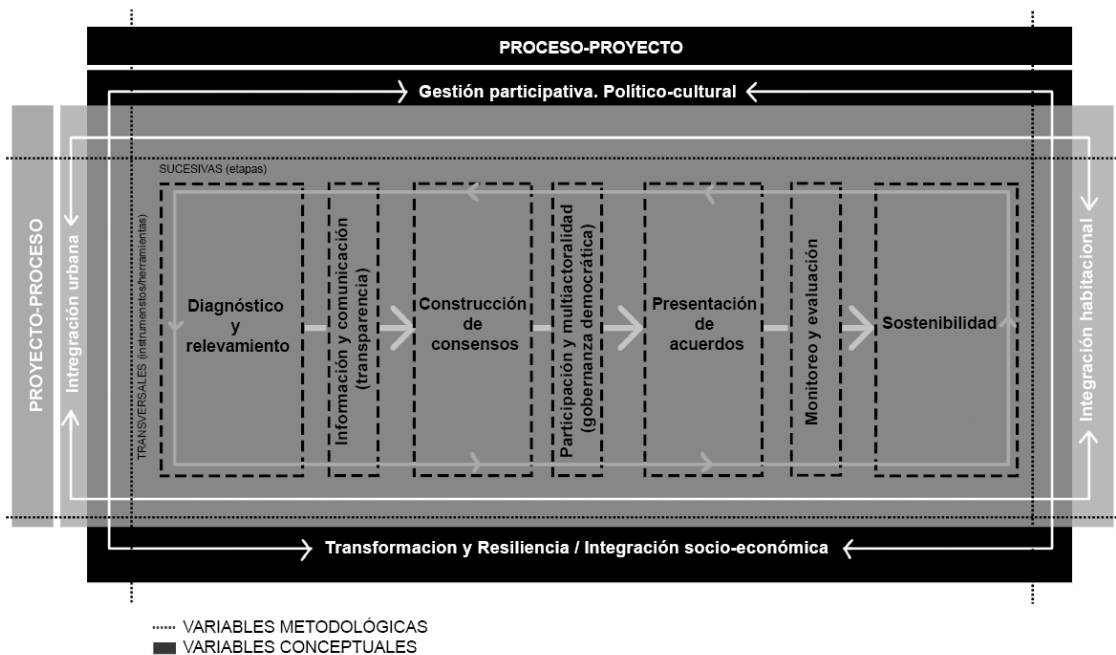 PROCESO-PROYECTO
Gestión participativa. Político-cultural
PROYECTO-PROCESO
Intregración urbana
SUCESIVAS (etapas)
TRANSVERSALES (instrumenstos/herramientas)
Diagnóstico
y
relevamiento
Información y comunicación
(transparencia)
Construcción
de
consensos
Participación y multiactoralidad
(gobernanza democrática)
Presentación
de
acuerdos
Monitoreo y evaluación
Sostenibilidad
Integración habitacional
Transformacion y Resiliencia / Integración socio-económica
VARIABLES METODOLÓGICAS
VARIABLES CONCEPTUALES